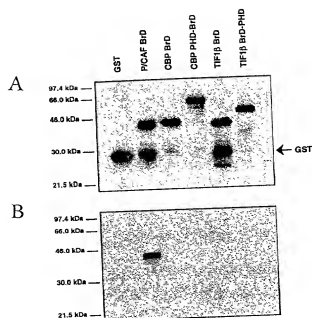 GST
P/CAF BrD
CBP BrD
CBP PHD-BrD
TIF1β BrD
TIF1β BrD-PHD
A
97.4 kDa
66.0 kDa
45.0 kDa
30.0 kDa
← GST
21.5 kDa
B
97.4 kDa
66.0 kDa
45.0 kDa
30.0 kDa
21.5 kDa